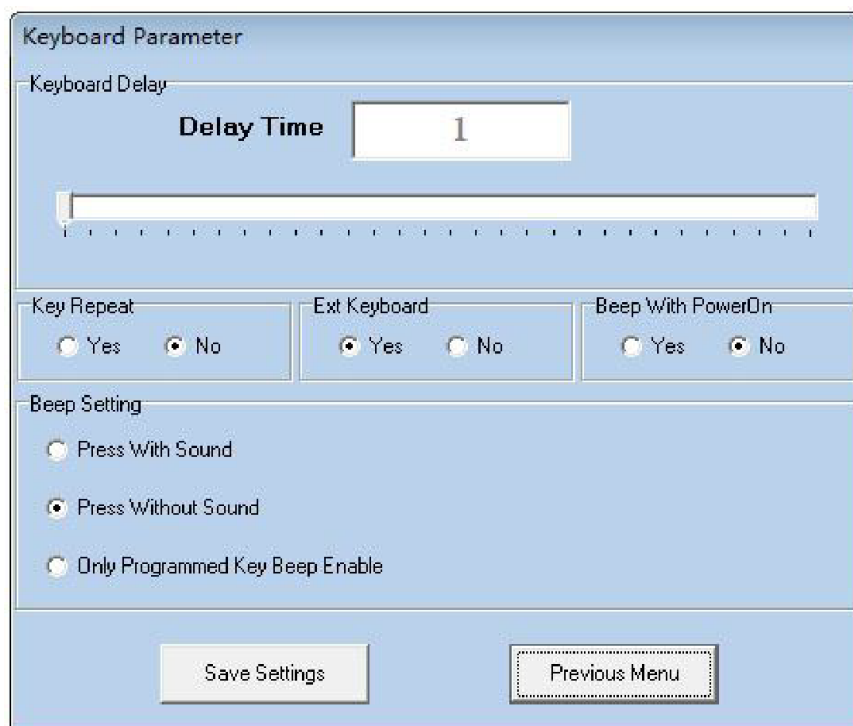 Keyboard Parameter
Keyboard Delay
Delay Time 1
Key Repeat Ext Keyboard Beep With PowerOn
Yes No Yes No Yes No
Beep Setting
Press With Sound
Press Without Sound
Only Programmed Key Beep Enable
Save Settings Previous Menu